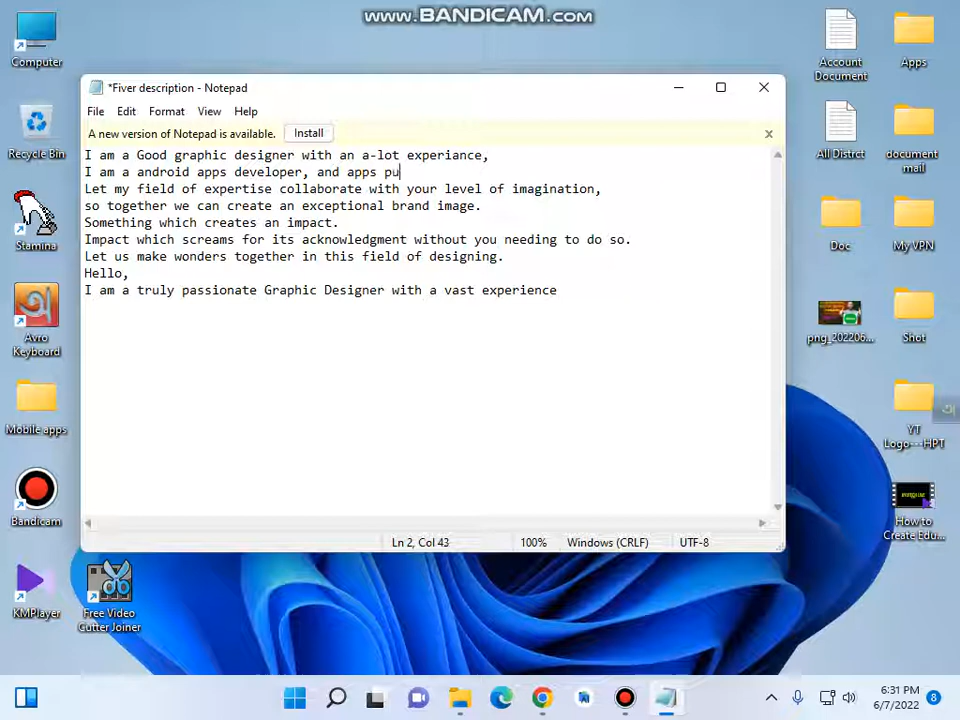 www.BANDICAM.com
Computer
Recycle Bin
Stamina
Avro
Keyboard
Mobile apps
Bandicam
KMPlayer
Free Video
Cutter Joiner
*Fiver description - Notepad
File Edit Format View Help
A new version of Notepad is available. Install
I am a Good graphic designer with an a-lot experiance,
I am a android apps developer, and apps pu
Let my field of expertise collaborate with your level of imagination,
so together we can create an exceptional brand image.
Something which creates an impact.
Impact which screams for its acknowledgment without you needing to do so.
Let us make wonders together in this field of designing.
Hello,
I am a truly passionate Graphic Designer with a vast experience
Ln 2, Col 43 100% Windows (CRLF) UTF-8
Account
Document
Apps
All Distrct
document
mail
Doc
My VPN
png_202206...
Shot
YT
Logo---HPT
How to
Create Edu...
6:31 PM
6/7/2022
8